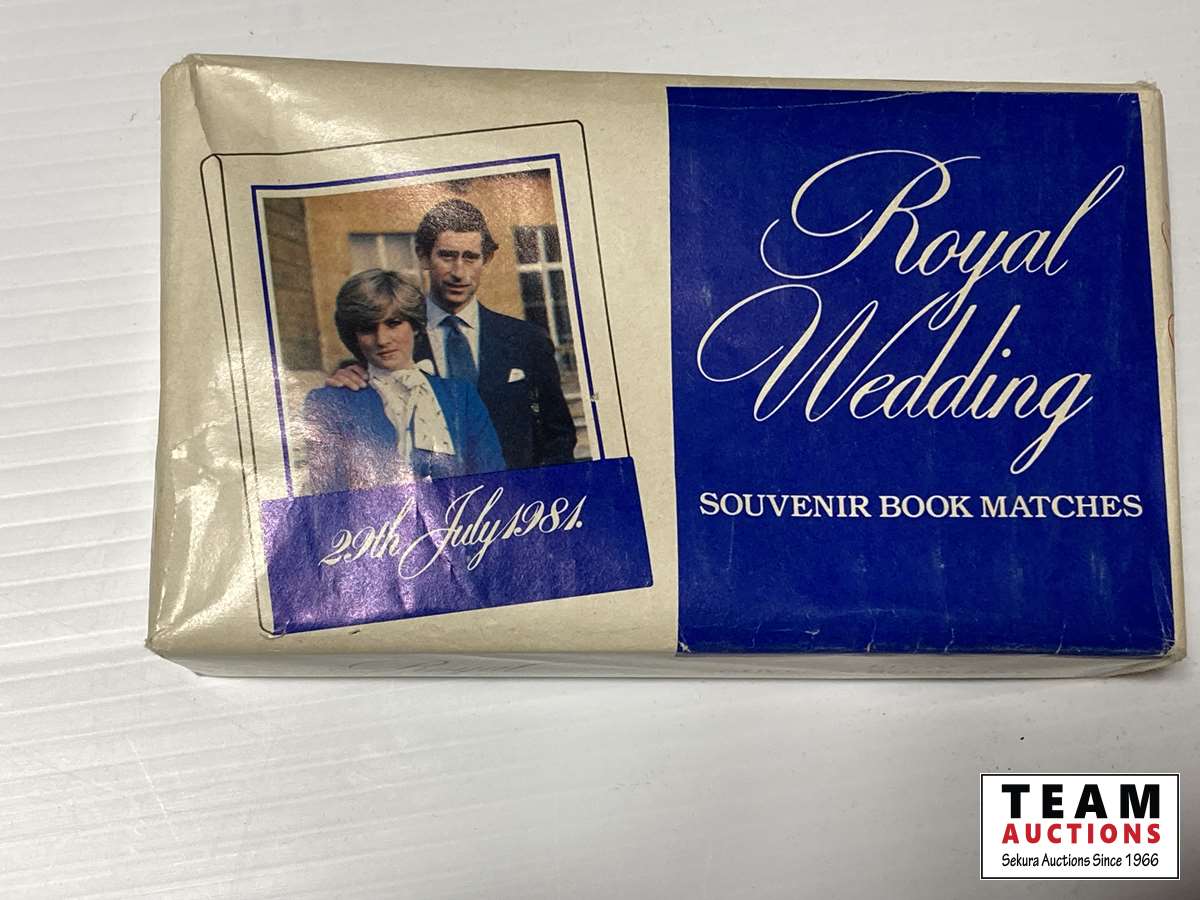 Royal
Wedding
SOUVENIR BOOK MATCHES
29th July 1981.
TEAM
AUCTIONS
Sekura Auctions Since 1966